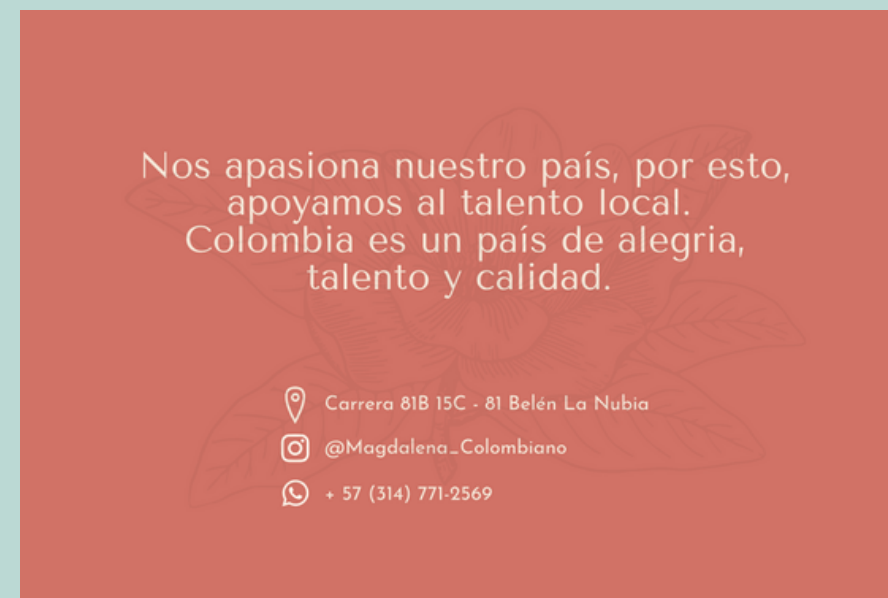 Nos apasiona nuestro país, por esto,
apoyamos al talento local.
Colombia es un país de alegria,
talento y calidad.
Carrera 81B 15C - 81 Belén La Nubia
@Magdalena_Colombiano
+ 57 (314) 771-2569